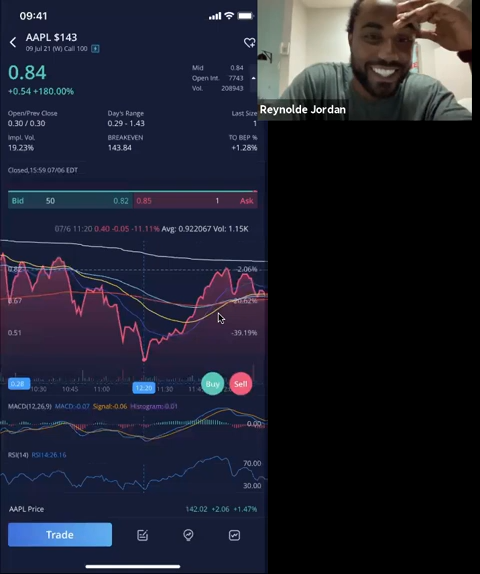 09:41
AAPL $143
09 Jul 21 (W) Call 100
0.84
+0.54 +180.00%
Mid 0.84
Open Int. 7743
Vol. 208943
Open/Prev Close
0.30 / 0.30
Day's Range
0.29 - 1.43
Last Size
1
Impl. Vol.
19.23%
BREAKEVEN
143.84
TO BEP %
+1.28%
Closed,15:59 07/06 EDT
Bid 50 0.82 0.85 1 Ask
07/6 11:20 0.40 -0.05 -11.11% Avg: 0.922067 Vol: 1.15K
0.82 -2.06%
0.67 -20.62%
0.51 -39.19%
Buy Sell
0.28 10:30 10:45 11:00 12:20 11:30
MACD(12,26,9) MACD:-0.07 Signal:-0.06 Histogram:-0.01
0.00
RSI(14) RSI14:26.16
70.00
30.00
AAPL Price 142.02 +2.06 +1.47%
Trade
Reynolde Jordan